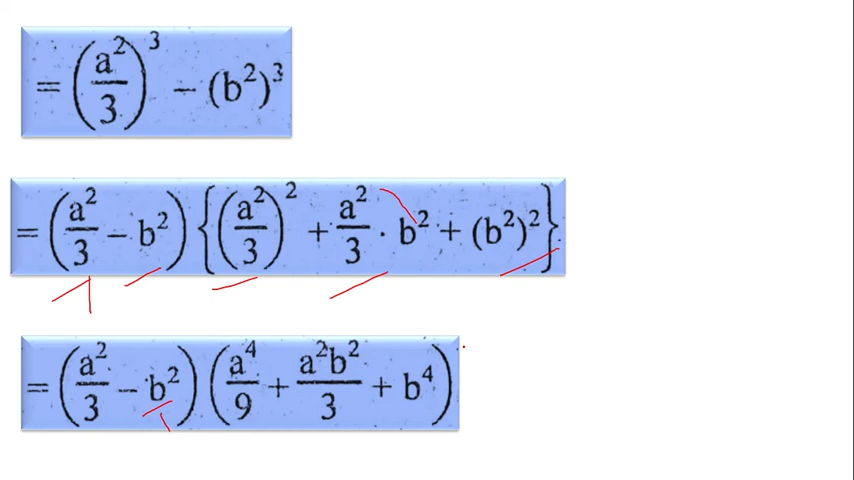 = (a²/3)³ − (b²)³
= (a²/3 − b²) {(a²/3)² + a²/3 · b² + (b²)²}
= (a²/3 − b²) (a⁴/9 + a²b²/3 + b⁴)